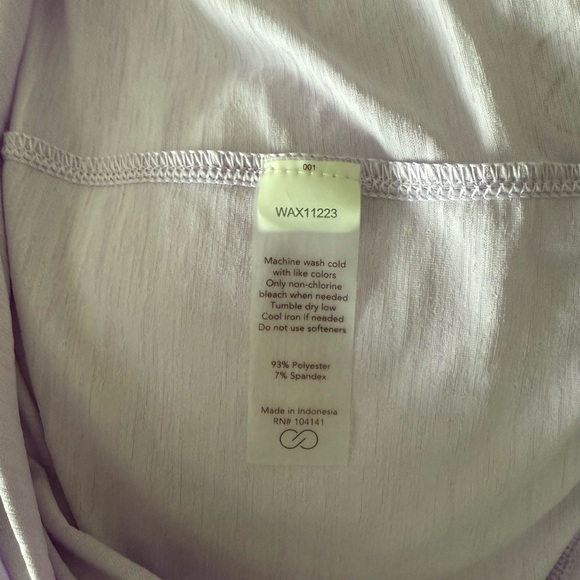 001
WAX11223
Machine wash cold
with like colors
Only non-chlorine
bleach when needed
Tumble dry low
Cool iron if needed
Do not use softeners
93% Polyester
7% Spandex
Made in Indonesia
RN# 104141